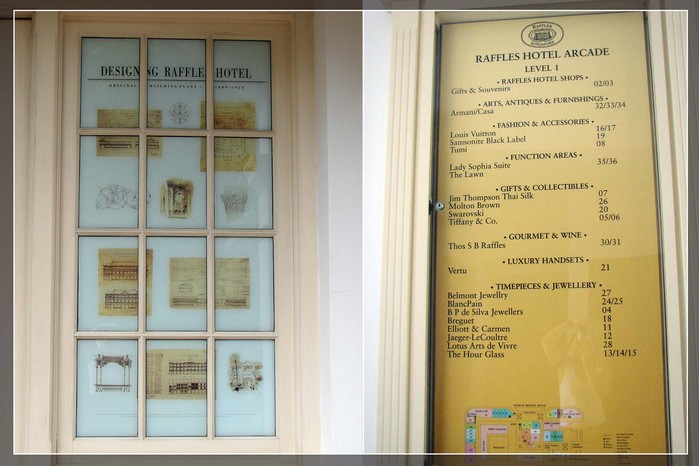 DESIGNING RAFFLES HOTEL
RAFFLES
SINGAPORE
RAFFLES HOTEL ARCADE
LEVEL 1
• RAFFLES HOTEL SHOPS •
Gifts & Souvenirs 02/03
• ARTS, ANTIQUES & FURNISHINGS •
Armani/Casa 32/33/34
• FASHION & ACCESSORIES •
Louis Vuitton 16/17
Samsonite Black Label 19
Tumi 08
• FUNCTION AREAS •
Lady Sophia Suite 35/36
The Lawn
• GIFTS & COLLECTIBLES •
Jim Thompson Thai Silk 07
Molton Brown 26
Swarovski 20
Tiffany & Co. 05/06
• GOURMET & WINE •
Thos S B Raffles 30/31
• LUXURY HANDSETS •
Vertu 21
• TIMEPIECES & JEWELLERY •
Belmont Jewellry 27
BlancPain 24/25
B P de Silva Jewellers 04
Breguet 18
Elliott & Carmen 11
Jaeger-LeCoultre 12
Lotus Arts de Vivre 28
The Hour Glass 13/14/15